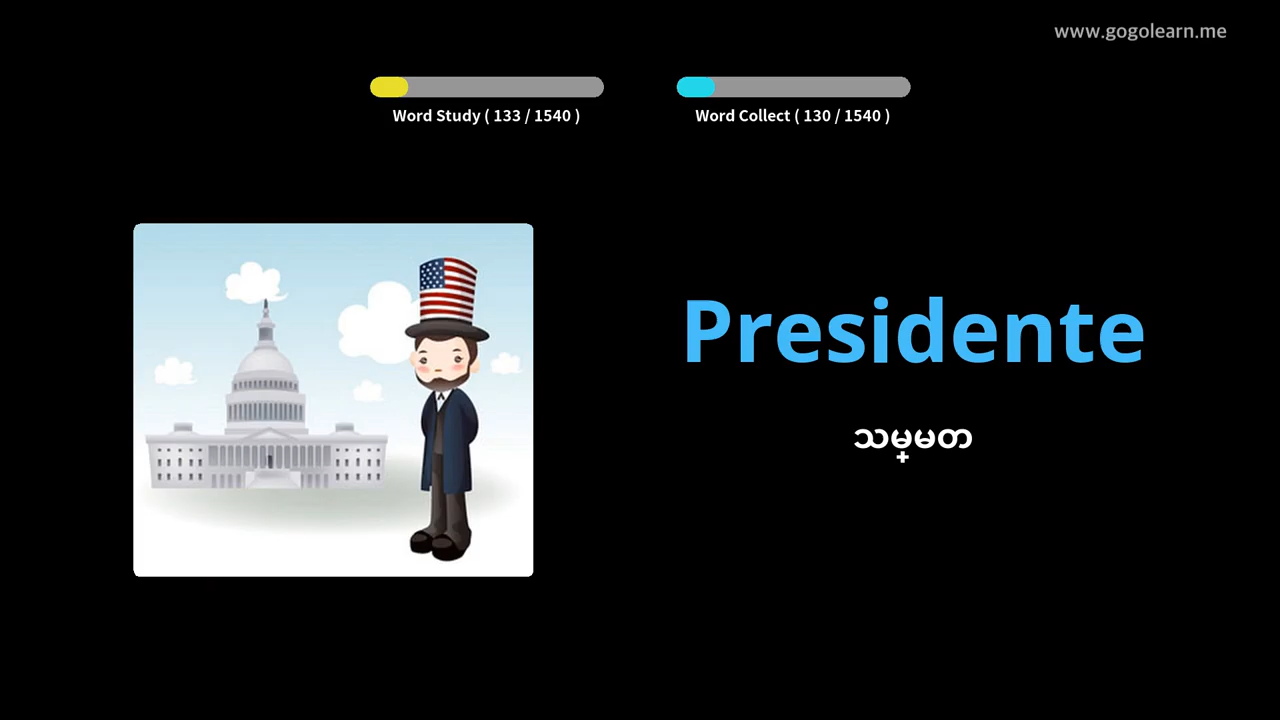 www.gogolearn.me
Word Study ( 133 / 1540 )
Word Collect ( 130 / 1540 )
Presidente
သမ္မတ